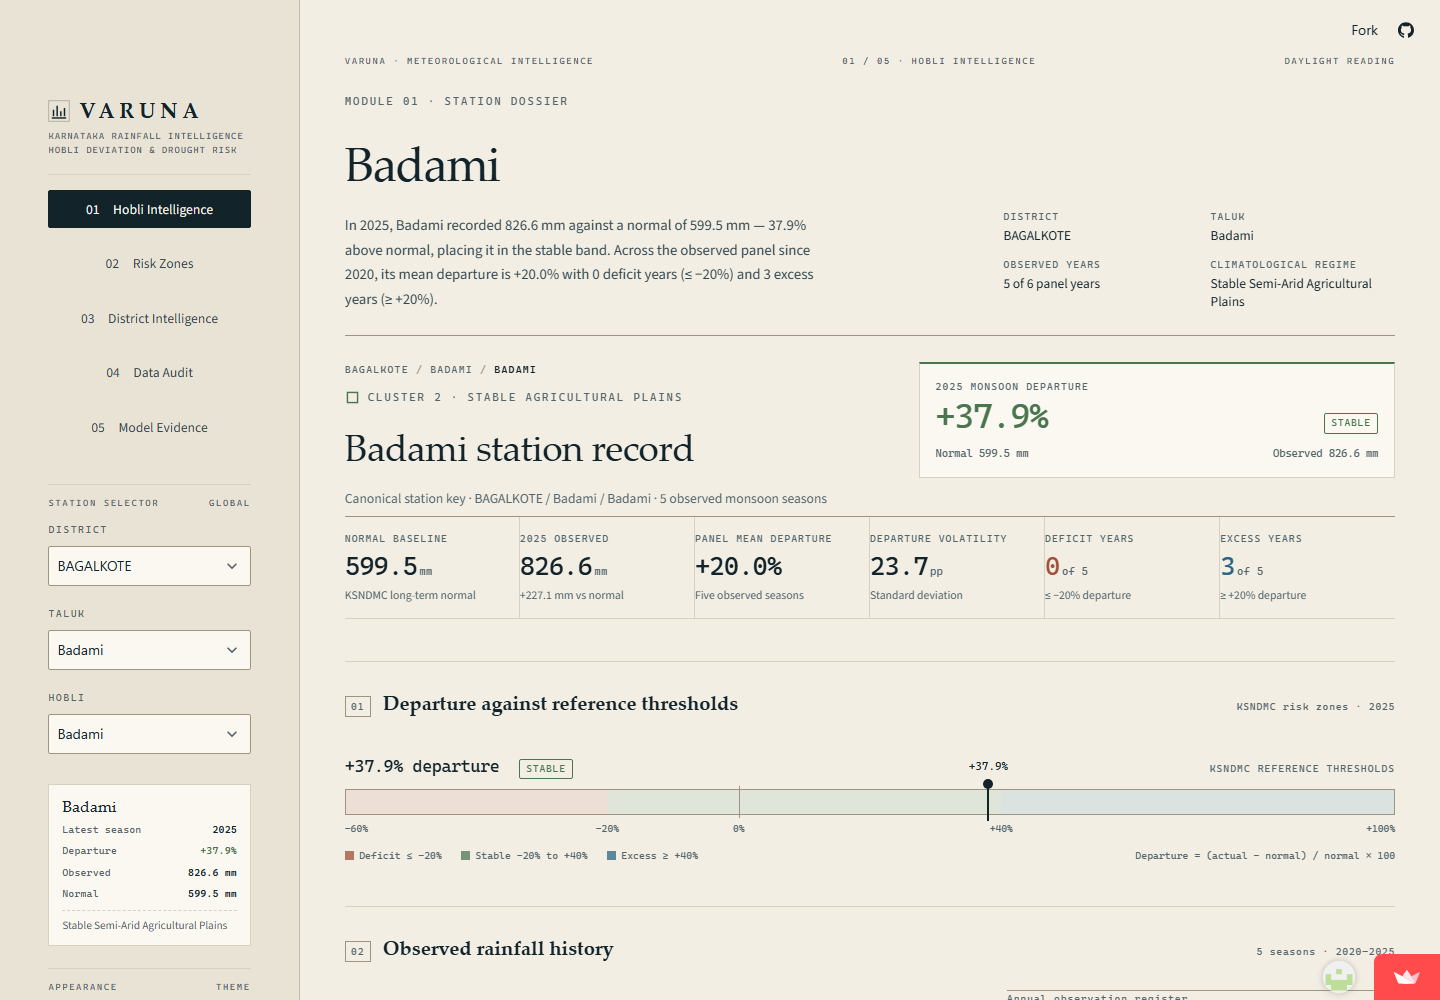 Fork
VARUNA · METEOROLOGICAL INTELLIGENCE
01 / 05 · HOBLI INTELLIGENCE
DAYLIGHT READING
VARUNA
KARNATAKA RAINFALL INTELLIGENCE
HOBLI DEVIATION & DROUGHT RISK
01 Hobli Intelligence
02 Risk Zones
03 District Intelligence
04 Data Audit
05 Model Evidence
STATION SELECTOR GLOBAL
DISTRICT
BAGALKOTE
TALUK
Badami
HOBLI
Badami
Badami
Latest season 2025
Departure +37.9%
Observed 826.6 mm
Normal 599.5 mm
Stable Semi-Arid Agricultural Plains
APPEARANCE THEME
MODULE 01 · STATION DOSSIER
Badami
In 2025, Badami recorded 826.6 mm against a normal of 599.5 mm — 37.9%
above normal, placing it in the stable band. Across the observed panel since
2020, its mean departure is +20.0% with 0 deficit years (≤ −20%) and 3 excess
years (≥ +20%).
DISTRICT
BAGALKOTE
TALUK
Badami
OBSERVED YEARS
5 of 6 panel years
CLIMATOLOGICAL REGIME
Stable Semi-Arid Agricultural
Plains
BAGALKOTE / BADAMI / BADAMI
CLUSTER 2 · STABLE AGRICULTURAL PLAINS
Badami station record
Canonical station key · BAGALKOTE / Badami / Badami · 5 observed monsoon seasons
2025 MONSOON DEPARTURE
+37.9%
STABLE
Normal 599.5 mm
Observed 826.6 mm
NORMAL BASELINE
599.5 mm
KSNDMC long-term normal
2025 OBSERVED
826.6 mm
+227.1 mm vs normal
PANEL MEAN DEPARTURE
+20.0%
Five observed seasons
DEPARTURE VOLATILITY
23.7 pp
Standard deviation
DEFICIT YEARS
0 of 5
≤ −20% departure
EXCESS YEARS
3 of 5
≥ +20% departure
01 Departure against reference thresholds
KSNDMC risk zones · 2025
+37.9% departure STABLE
+37.9%
KSNDMC REFERENCE THRESHOLDS
−60% −20% 0% +40% +100%
Deficit ≤ −20% Stable −20% to +40% Excess ≥ +40%
Departure = (actual − normal) / normal × 100
02 Observed rainfall history
5 seasons · 2020–2025
Annual observation register